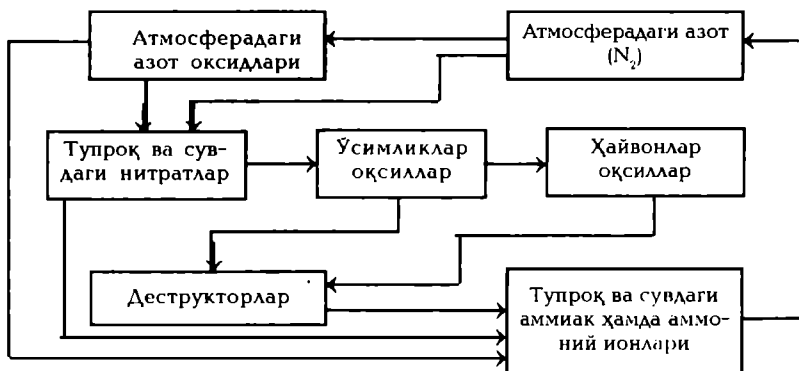 Атмосферадаги
азот оксидлари
Атмосферадаги азот
(N₂)
Тупроқ ва сув-
даги нитратлар
Ўсимликлар
оқсиллар
Ҳайвонлар
оқсиллар
Деструкторлар
Тупроқ ва сувдаги
аммиак ҳамда аммо-
ний ионлари